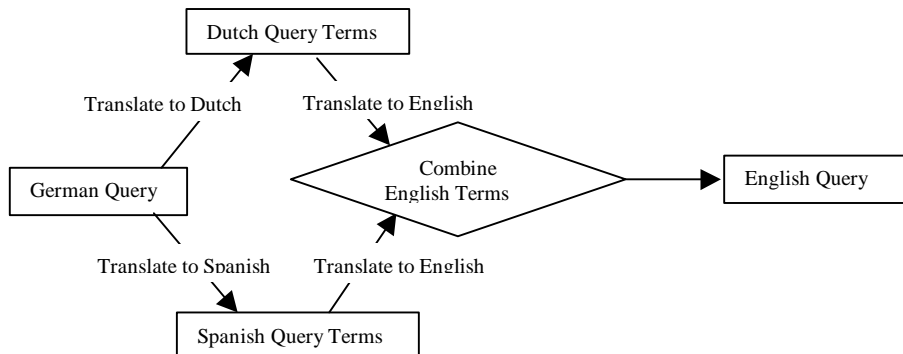 Dutch Query Terms
Translate to Dutch
Translate to English
German Query
Combine
English Terms
English Query
Translate to Spanish
Translate to English
Spanish Query Terms